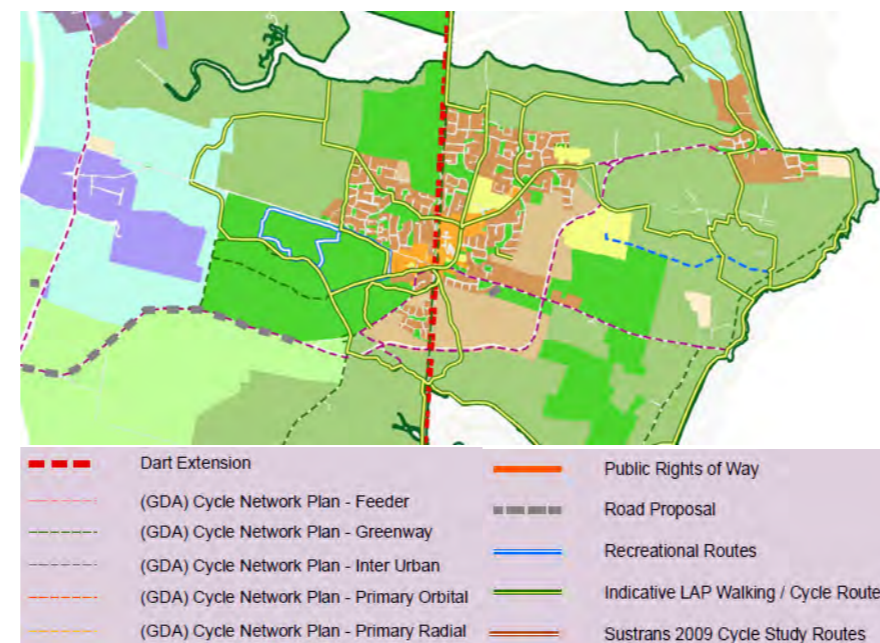 Dart Extension
(GDA) Cycle Network Plan - Feeder
(GDA) Cycle Network Plan - Greenway
(GDA) Cycle Network Plan - Inter Urban
(GDA) Cycle Network Plan - Primary Orbital
(GDA) Cycle Network Plan - Primary Radial
Public Rights of Way
Road Proposal
Recreational Routes
Indicative LAP Walking / Cycle Route
Sustrans 2009 Cycle Study Routes